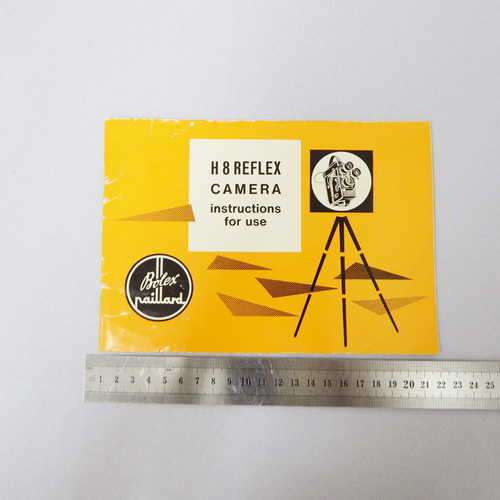 H 8 REFLEX
CAMERA
instructions
for use
Bolex
paillard
1 2 3 4 5 6 7 8 9 10 11 12 13 14 15 16 17 18 19 20 21 22 23 24 25